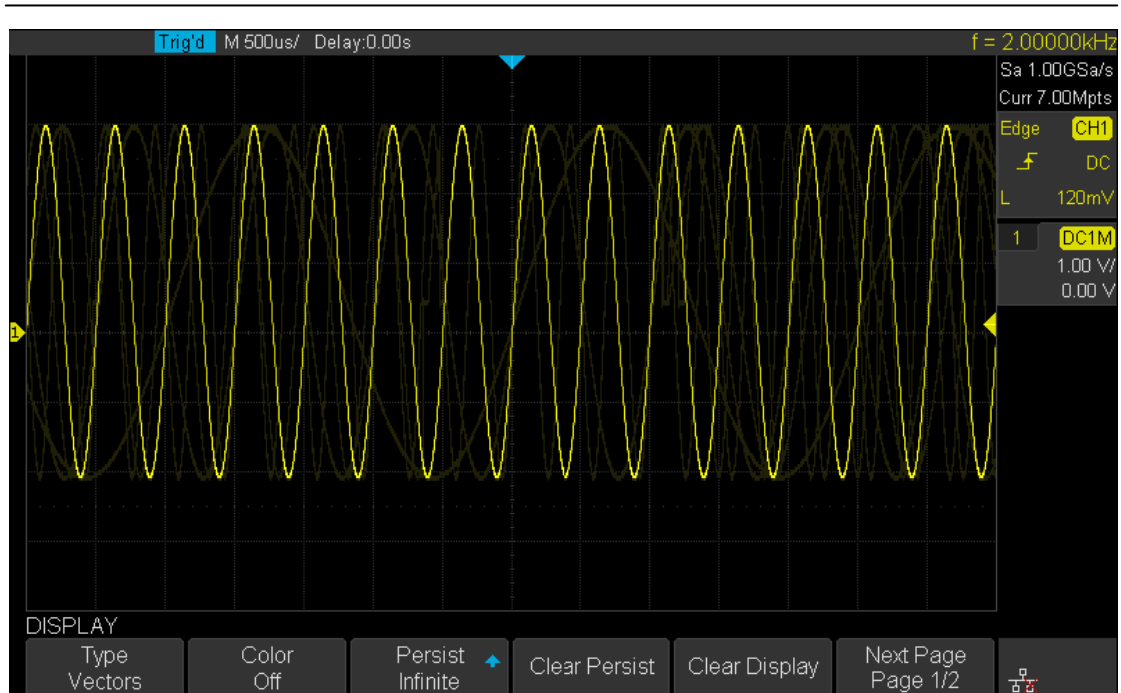 Trig'd M 500us/ Delay:0.00s f = 2.00000kHz
Sa 1.00GSa/s
Curr 7.00Mpts
Edge CH1
DC
L 120mV
1 DC1M
1.00 V/
0.00 V
1
DISPLAY
Type Color Persist Clear Persist Clear Display Next Page
Vectors Off Infinite Page 1/2